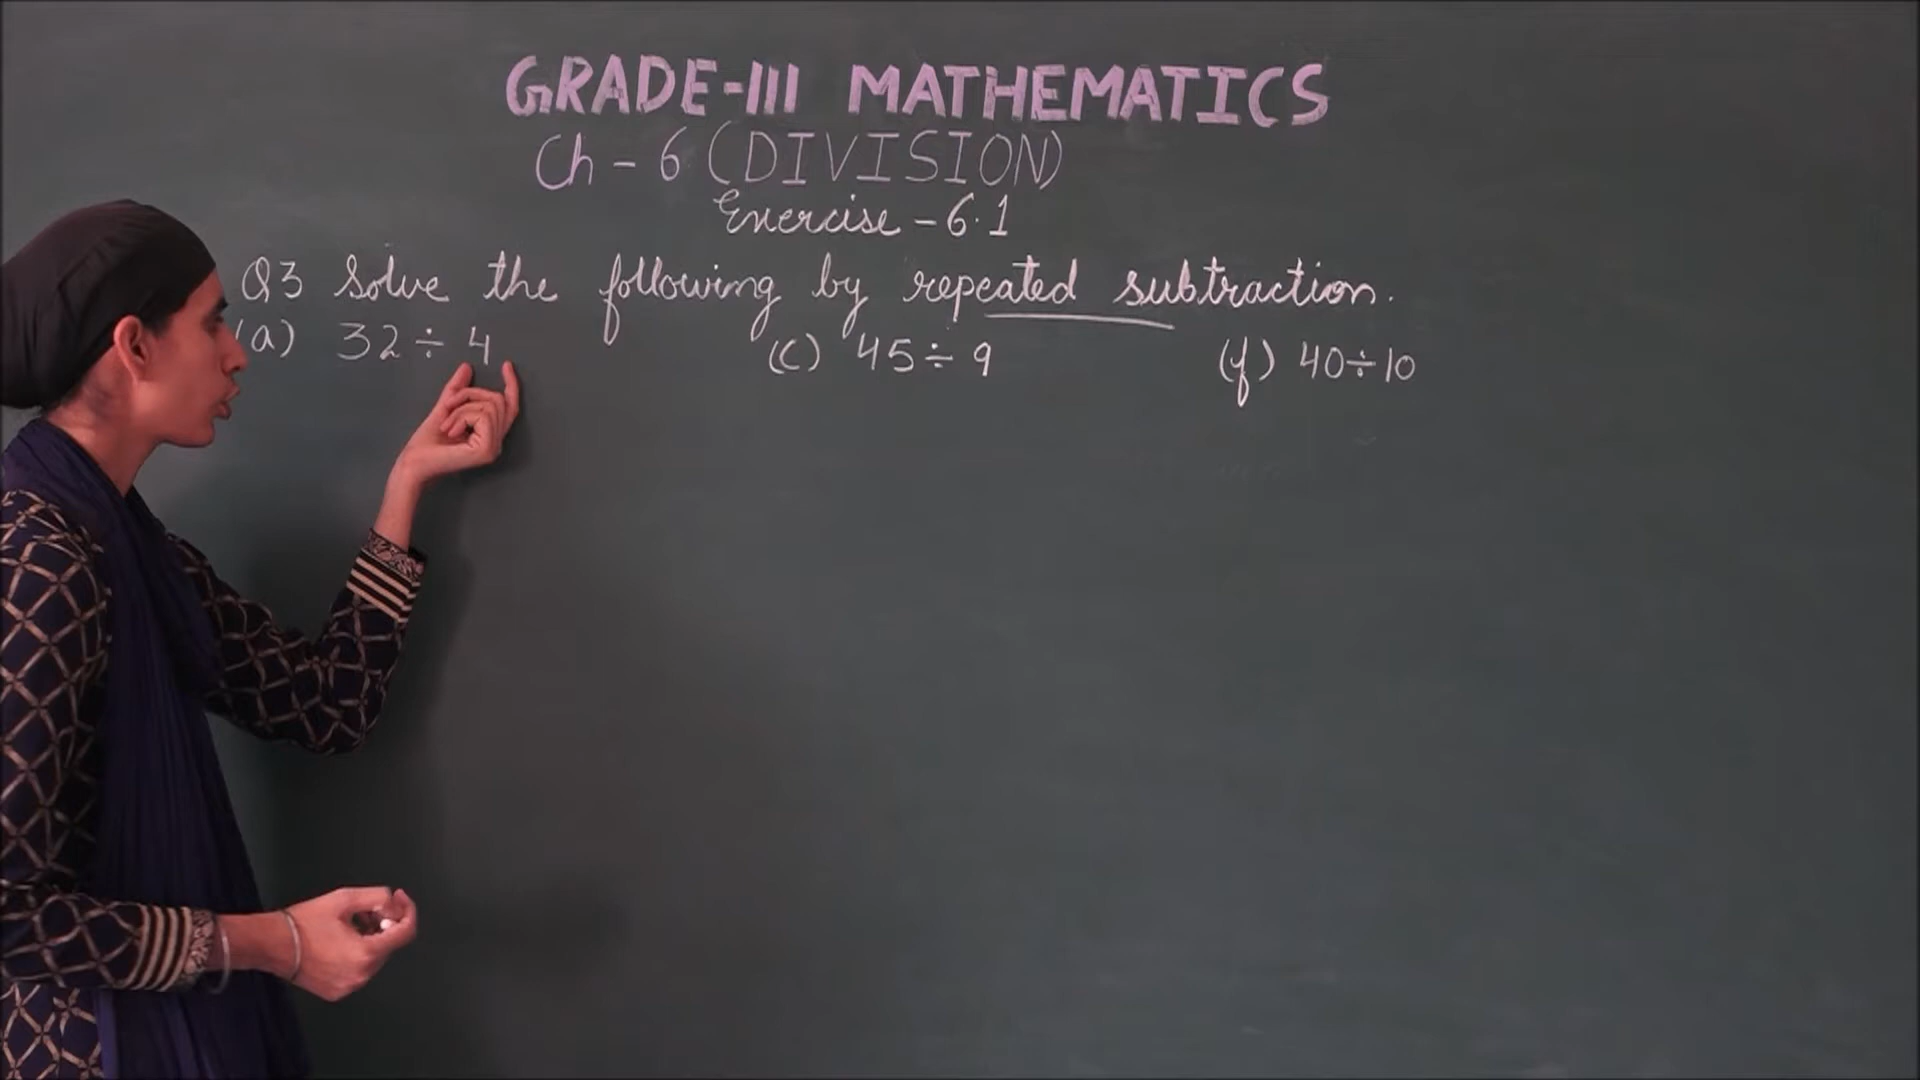 GRADE-III MATHEMATICS
Ch - 6 (DIVISION)
Exercise - 6.1
Q3 Solve the following by repeated subtraction.
(a) 32 ÷ 4 (c) 45 ÷ 9 (f) 40 ÷ 10